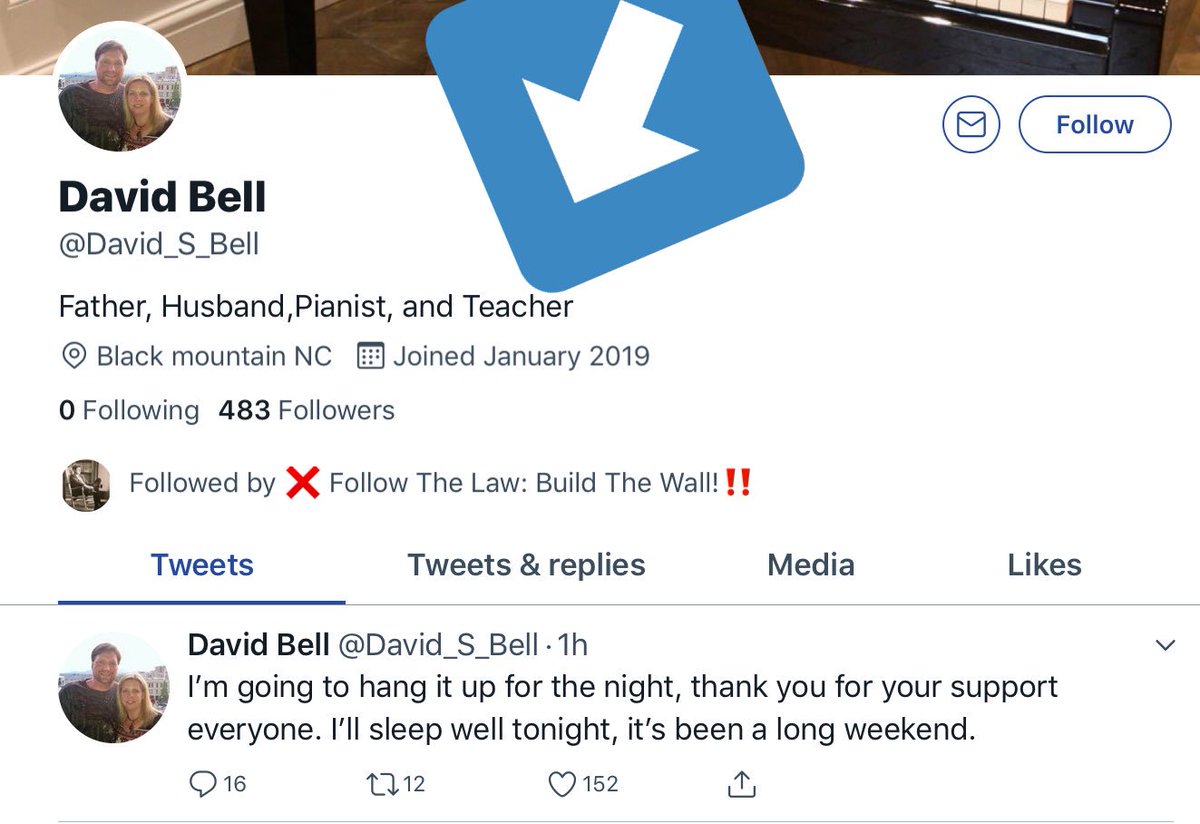 Follow
David Bell
@David_S_Bell
Father, Husband,Pianist, and Teacher
Black mountain NC Joined January 2019
0 Following 483 Followers
Followed by ❌ Follow The Law: Build The Wall!‼️
Tweets Tweets & replies Media Likes
David Bell @David_S_Bell · 1h
I’m going to hang it up for the night, thank you for your support
everyone. I’ll sleep well tonight, it’s been a long weekend.
16 12 152